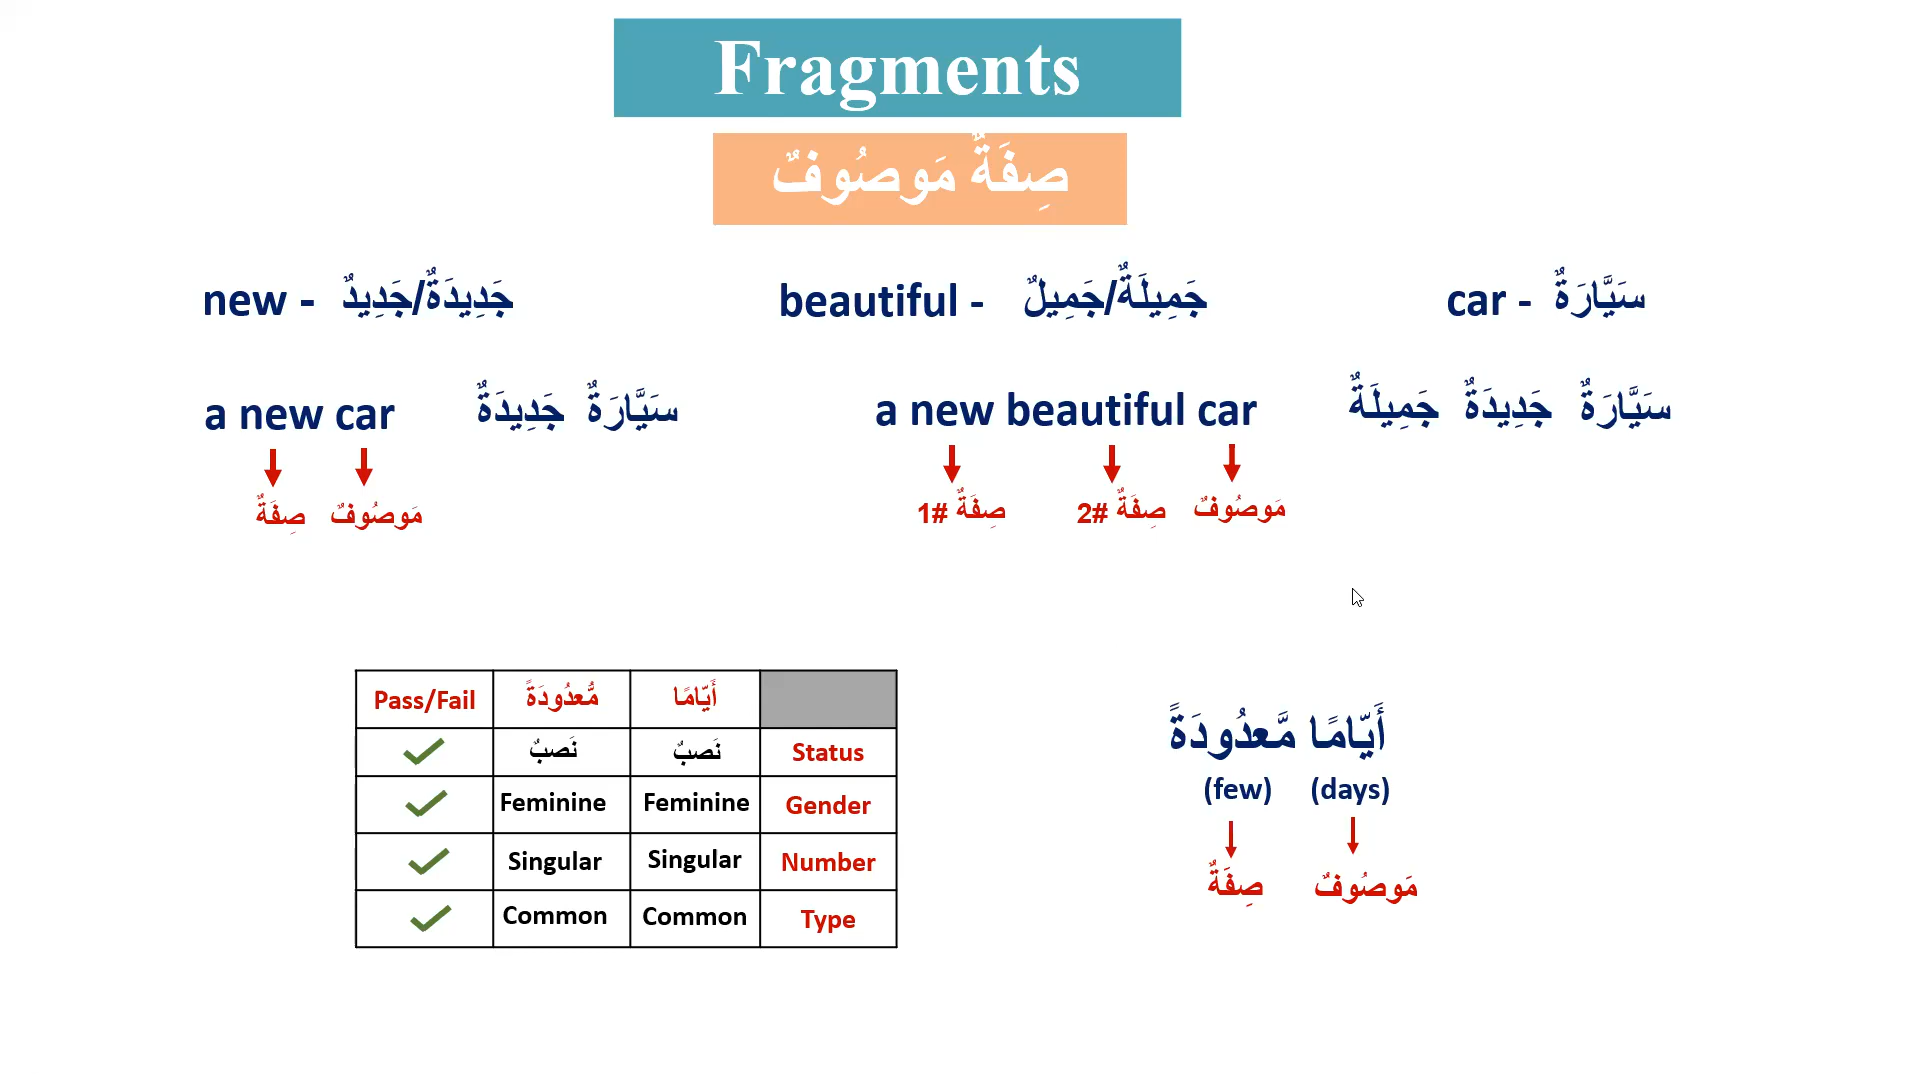 Fragments
صِفَةٌ مَوصُوفٌ
new - جَدِيدَةٌ/جَدِيدٌ
beautiful - جَمِيلَةٌ/جَمِيلٌ
car - سَيَّارَةٌ
a new car سَيَّارَةٌ جَدِيدَةٌ
صِفَةٌ مَوصُوفٌ
a new beautiful car سَيَّارَةٌ جَدِيدَةٌ جَمِيلَةٌ
صِفَةٌ #1 صِفَةٌ #2 مَوصُوفٌ
Pass/Fail مَّعدُودَةً أَيَّامًا
نَصبٌ نَصبٌ Status
Feminine Feminine Gender
Singular Singular Number
Common Common Type
أَيَّامًا مَّعدُودَةً
(few) (days)
صِفَةٌ مَوصُوفٌ